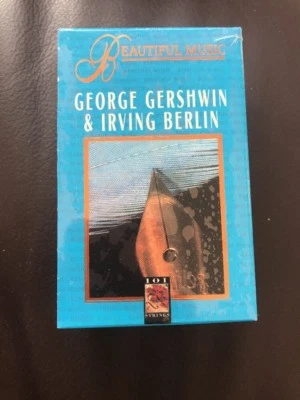 BEAUTIFUL MUSIC
GEORGE GERSHWIN
& IRVING BERLIN
101
STRINGS